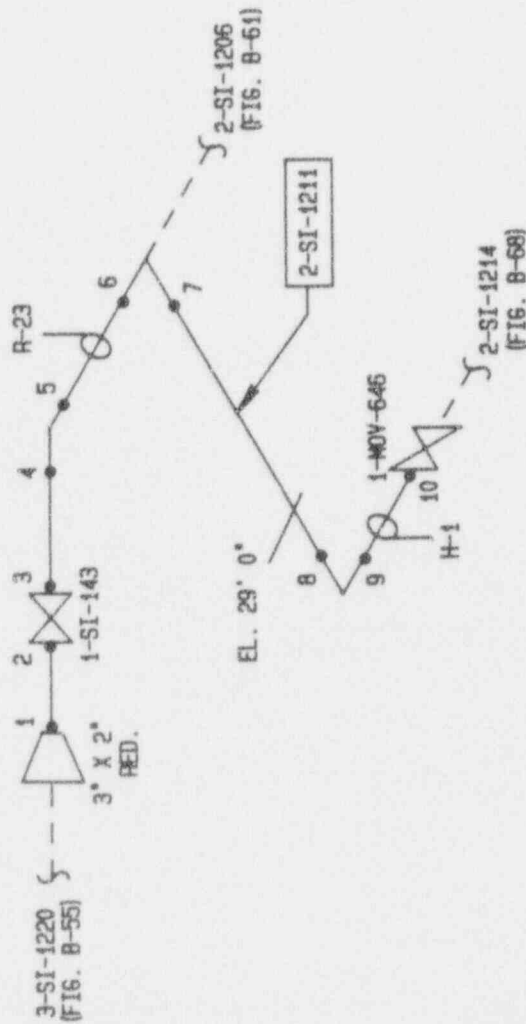 3-SI-1220
(FIG. B-55)
3" X 2"
RED.
1
2
1-SI-143
3
4
5
R-23
6
2-SI-1206
(FIG. B-61)
7
2-SI-1211
EL. 29' 0"
8
9
H-1
10
1-MOV-646
2-SI-1214
(FIG. B-68)